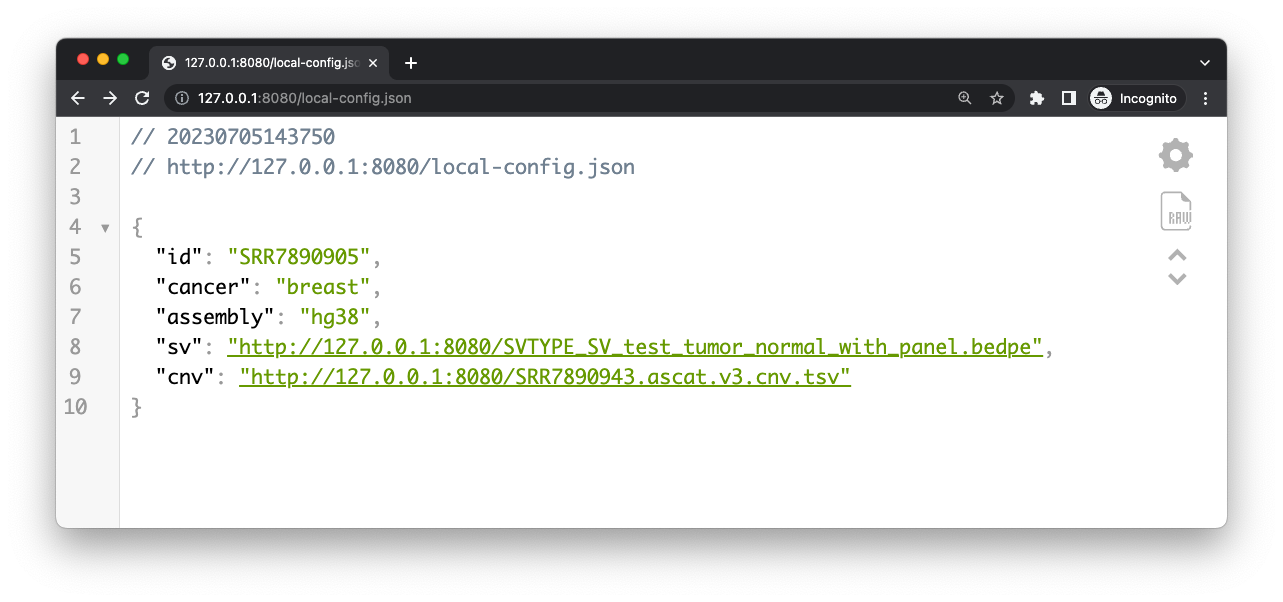 127.0.0.1:8080/local-config.jso
127.0.0.1:8080/local-config.json
Incognito
1 // 20230705143750
2 // http://127.0.0.1:8080/local-config.json
3
4 {
5 "id": "SRR7890905",
6 "cancer": "breast",
7 "assembly": "hg38",
8 "sv": "http://127.0.0.1:8080/SVTYPE_SV_test_tumor_normal_with_panel.bedpe",
9 "cnv": "http://127.0.0.1:8080/SRR7890943.ascat.v3.cnv.tsv"
10 }
RAW